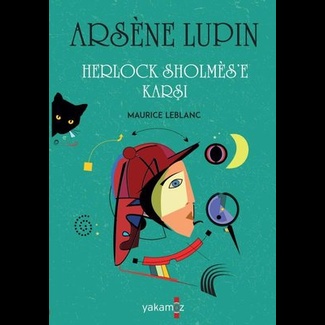 ARSÈNE LUPIN
HERLOCK SHOLMÈS'E
KARŞI
MAURICE LEBLANC
yakamoz